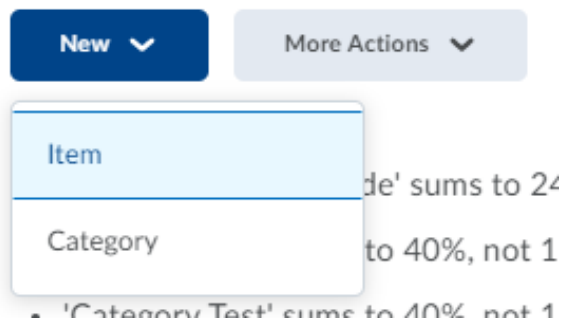 New
More Actions
Item
de' sums to 24
Category
to 40%, not 1
• 'Category Test' sums to 40%, not 1